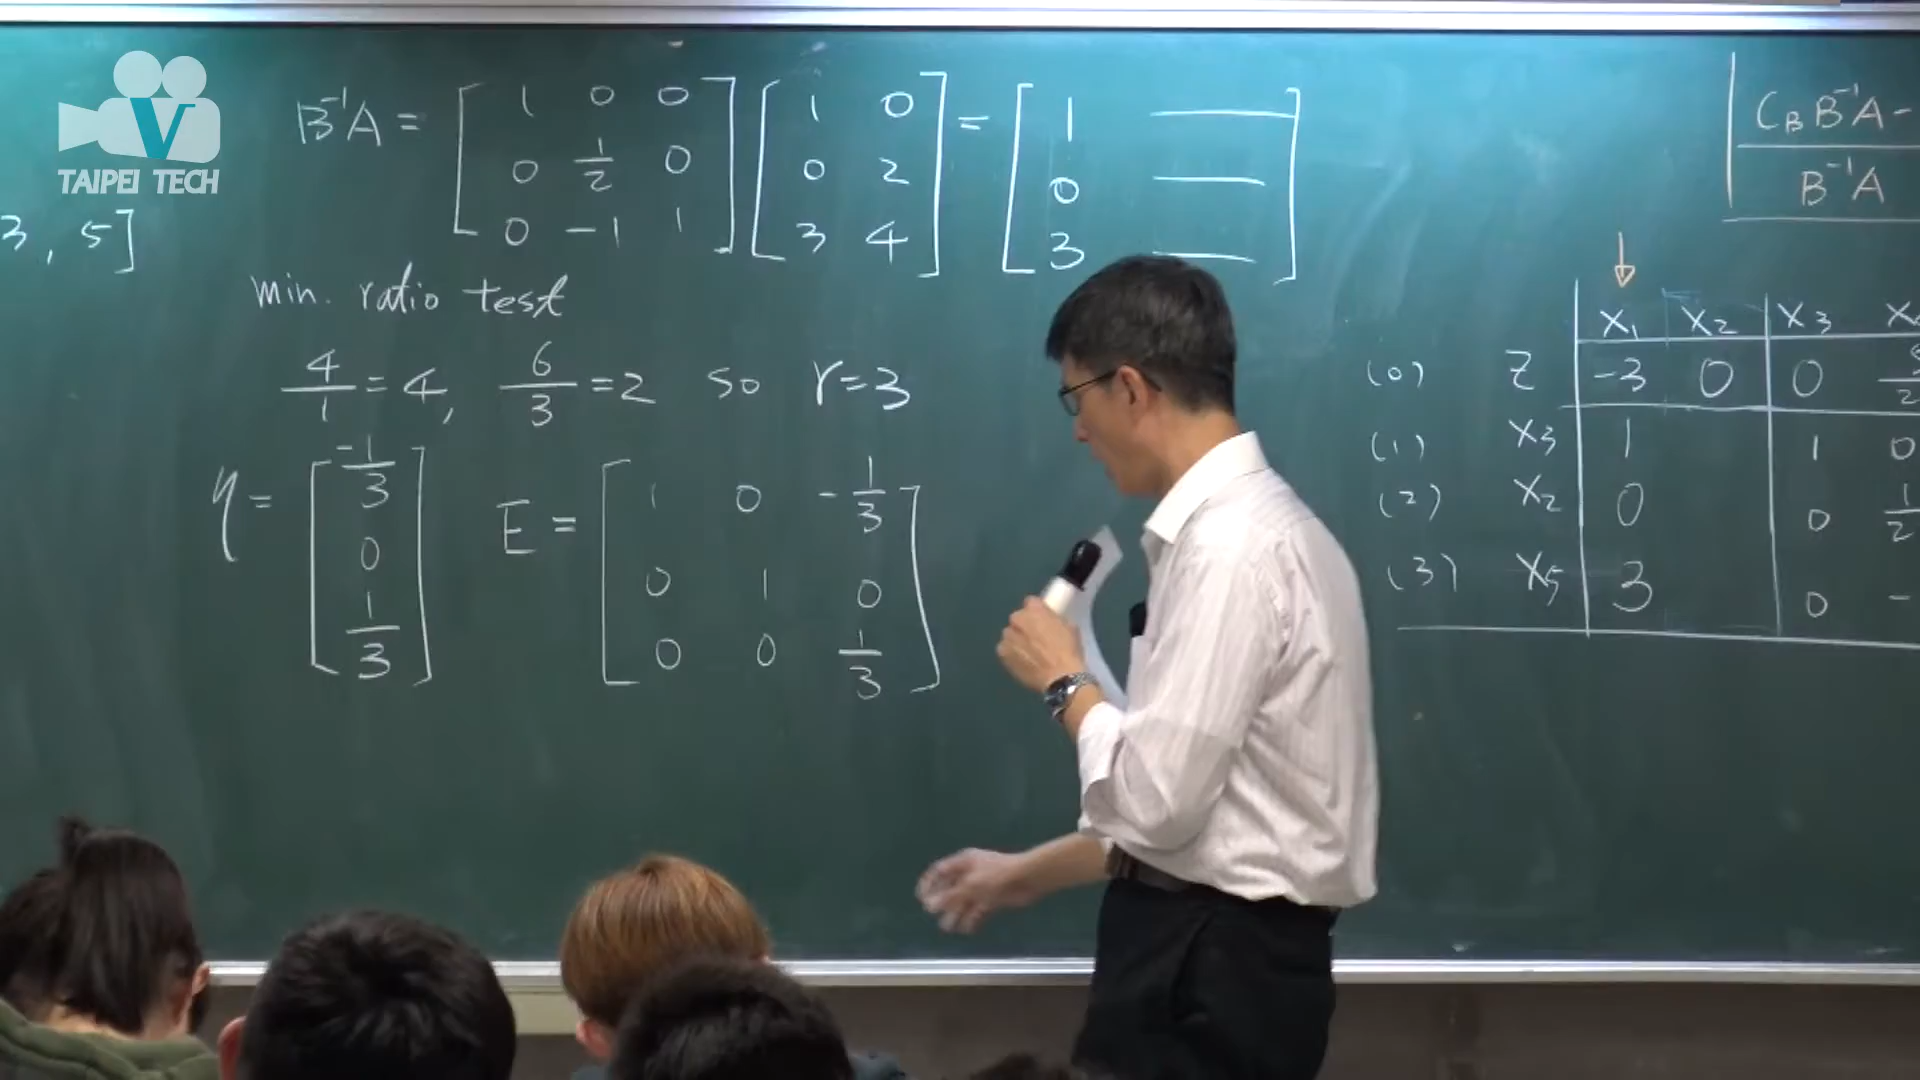 V
TAIPEI TECH
3, 5]
B⁻¹A = [ 1 0 0 ] [ 1 0 ] = [ 1 — ]
[ 0 1/2 0 ] [ 0 2 ] [ 0 — ]
[ 0 -1 1 ] [ 3 4 ] [ 3 — ]
min. ratio test
4/1 = 4, 6/3 = 2 so r = 3
η = [ -1/3 ]
[ 0 ]
[ 1/3 ]
E = [ 1 0 -1/3 ]
[ 0 1 0 ]
[ 0 0 1/3 ]
C_B B⁻¹A -
B⁻¹A
↓
X₁ X₂ X₃
(0) Z -3 0 0
(1) X₃ 1 1 0
(2) X₂ 0 0 1/2
(3) X₅ 3 0 -